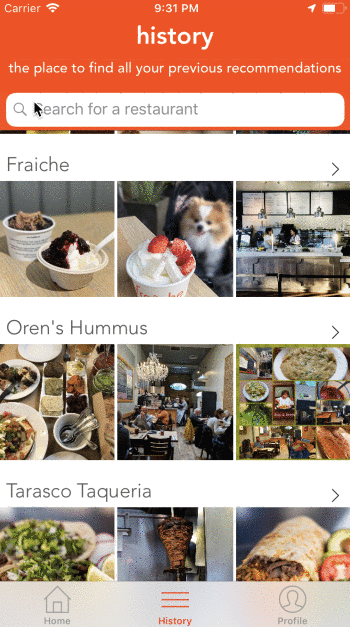 Carrier 9:31 PM
history
the place to find all your previous recommendations
Search for a restaurant
Fraiche
Oren's Hummus
Tarasco Taqueria
Home History Profile